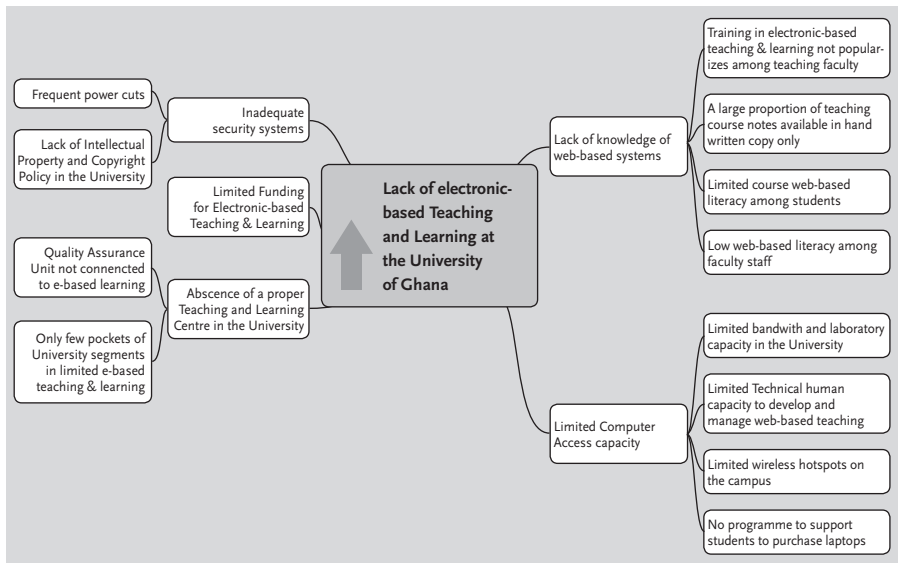 Frequent power cuts
Lack of Intellectual
Property and Copyright
Policy in the University
Inadequate
security systems
Limited Funding
for Electronic-based
Teaching & Learning
Quality Assurance
Unit not connencted
to e-based learning
Only few pockets of
University segments
in limited e-based
teaching & learning
Abscence of a proper
Teaching and Learning
Centre in the University
Lack of electronic-
based Teaching
and Learning at
the University
of Ghana
Lack of knowledge of
web-based systems
Training in electronic-based
teaching & learning not popular-
izes among teaching faculty
A large proportion of teaching
course notes available in hand
written copy only
Limited course web-based
literacy among students
Low web-based literacy among
faculty staff
Limited Computer
Access capacity
Limited bandwith and laboratory
capacity in the University
Limited Technical human
capacity to develop and
manage web-based teaching
Limited wireless hotspots on
the campus
No programme to support
students to purchase laptops